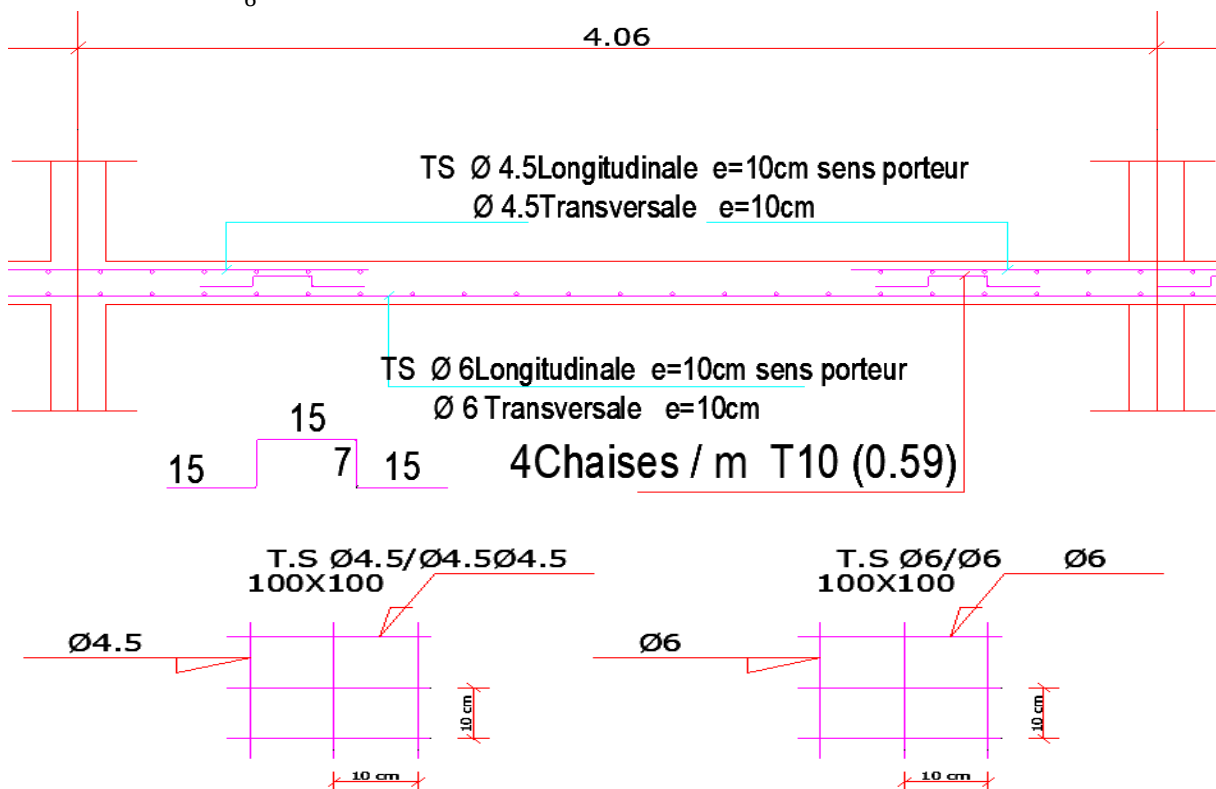 8
4.06
TS Ø 4.5Longitudinale e=10cm sens porteur
Ø 4.5Transversale e=10cm
TS Ø 6Longitudinale e=10cm sens porteur
Ø 6 Transversale e=10cm
15
15 7 15
4Chaises / m T10 (0.59)
T.S Ø4.5/Ø4.5Ø4.5
100X100
Ø4.5
10 cm
10 cm
T.S Ø6/Ø6 Ø6
100X100
Ø6
10 cm
10 cm